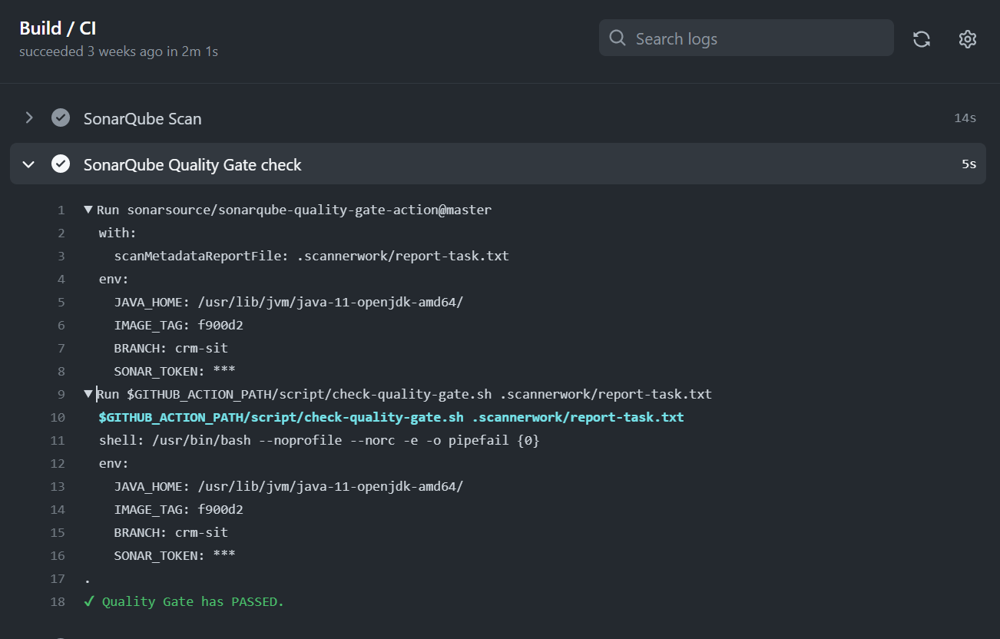 Build / CI
succeeded 3 weeks ago in 2m 1s
Search logs
SonarQube Scan
14s
SonarQube Quality Gate check
5s
1 ▼ Run sonarsource/sonarqube-quality-gate-action@master
2 with:
3 scanMetadataReportFile: .scannerwork/report-task.txt
4 env:
5 JAVA_HOME: /usr/lib/jvm/java-11-openjdk-amd64/
6 IMAGE_TAG: f900d2
7 BRANCH: crm-sit
8 SONAR_TOKEN: ***
9 ▼ Run $GITHUB_ACTION_PATH/script/check-quality-gate.sh .scannerwork/report-task.txt
10 $GITHUB_ACTION_PATH/script/check-quality-gate.sh .scannerwork/report-task.txt
11 shell: /usr/bin/bash --noprofile --norc -e -o pipefail {0}
12 env:
13 JAVA_HOME: /usr/lib/jvm/java-11-openjdk-amd64/
14 IMAGE_TAG: f900d2
15 BRANCH: crm-sit
16 SONAR_TOKEN: ***
17 .
18 ✓ Quality Gate has PASSED.